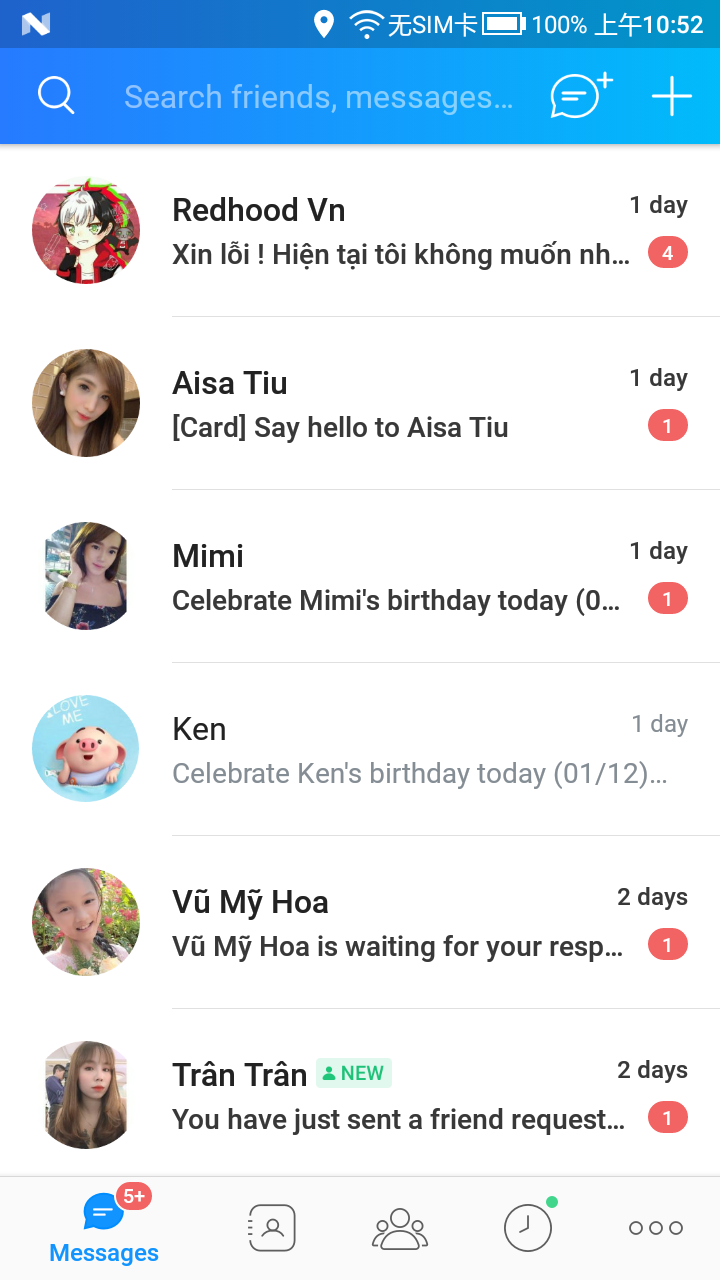 无SIM卡 100% 上午10:52
Search friends, messages...
Redhood Vn 1 day
Xin lỗi ! Hiện tại tôi không muốn nh... 4
Aisa Tiu 1 day
[Card] Say hello to Aisa Tiu 1
Mimi 1 day
Celebrate Mimi's birthday today (0... 1
LOVE
ME
Ken 1 day
Celebrate Ken's birthday today (01/12)...
Vũ Mỹ Hoa 2 days
Vũ Mỹ Hoa is waiting for your resp... 1
Trân Trân NEW 2 days
You have just sent a friend request... 1
5+
Messages